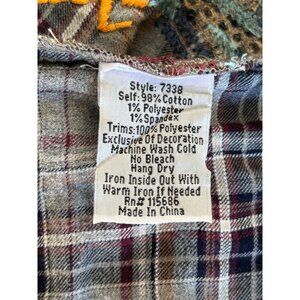 Style: 7338
Self: 98% Cotton
1% Polyester
1% Spandex
Trims: 100% Polyester
Exclusive Of Decoration
Machine Wash Cold
No Bleach
Hang Dry
Iron Inside Out With
Warm Iron If Needed
Rn# 115686
Made In China